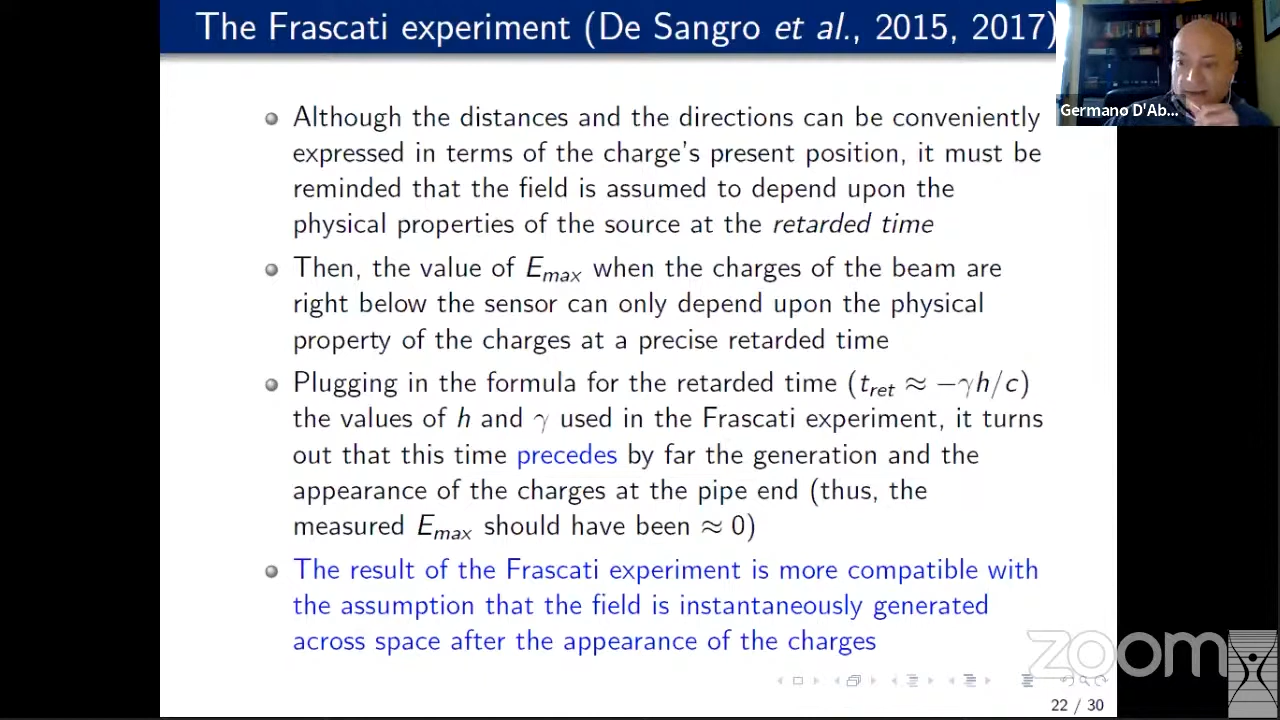 The Frascati experiment (De Sangro et al., 2015, 2017)
Germano D'Ab...
Although the distances and the directions can be conveniently
expressed in terms of the charge's present position, it must be
reminded that the field is assumed to depend upon the
physical properties of the source at the retarded time
Then, the value of E_max when the charges of the beam are
right below the sensor can only depend upon the physical
property of the charges at a precise retarded time
Plugging in the formula for the retarded time (t_ret ≈ −γh/c)
the values of h and γ used in the Frascati experiment, it turns
out that this time precedes by far the generation and the
appearance of the charges at the pipe end (thus, the
measured E_max should have been ≈ 0)
The result of the Frascati experiment is more compatible with
the assumption that the field is instantaneously generated
across space after the appearance of the charges
zoom
22 / 30